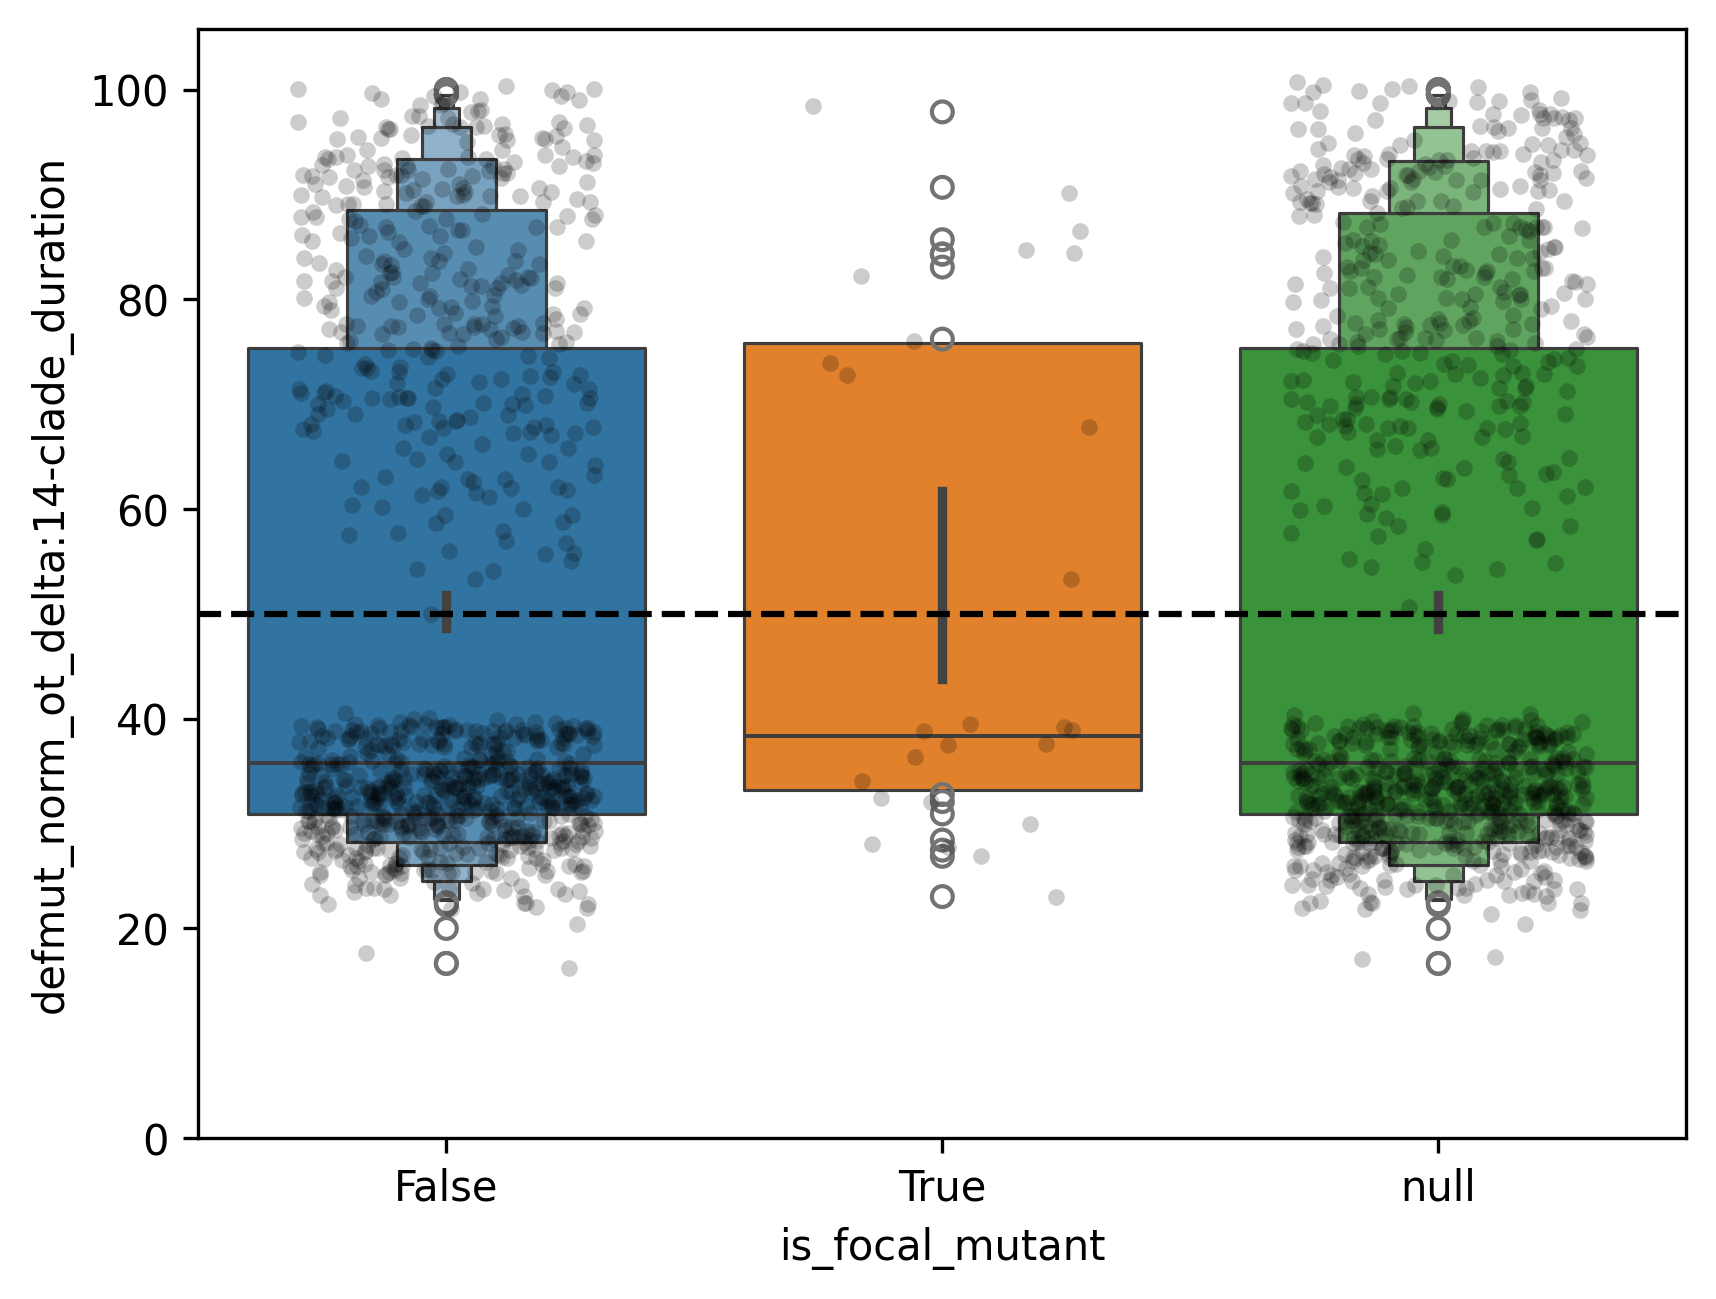 defmut_norm_ot_delta:14-clade_duration
100
80
60
40
20
0
False
True
null
is_focal_mutant